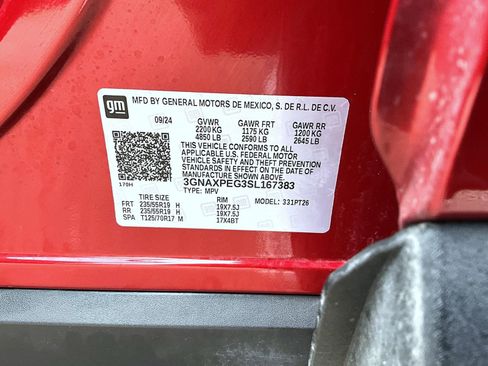 gm
MFD BY GENERAL MOTORS DE MEXICO, S. DE R.L. DE C.V.
09/24 GVWR GAWR FRT GAWR RR
2200 KG 1175 KG 1200 KG
4850 LB 2590 LB 2645 LB
THIS VEHICLE CONFORMS TO ALL
APPLICABLE U.S. FEDERAL MOTOR
VEHICLE SAFETY AND THEFT PREVENTION
STANDARDS IN EFFECT ON THE DATE OF
MANUFACTURE SHOWN ABOVE.
170H 3GNAXPEG3SL167383
TYPE: MPV MODEL: 331PT26
TIRE SIZE RIM
FRT 235/55R19 H 19X7.5J
RR 235/55R19 H 19X7.5J
SPA T125/70R17 M 17X4BT